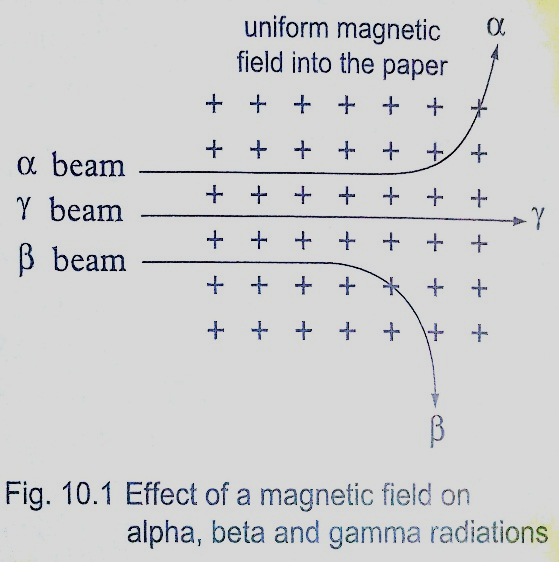 uniform magnetic
field into the paper
α
+ + + + + + +
+ + + + + + +
α beam
+ + + + + + +
γ beam
γ
+ + + + + + +
β beam
+ + + + + + +
+ + + + + + +
β
Fig. 10.1 Effect of a magnetic field on
alpha, beta and gamma radiations